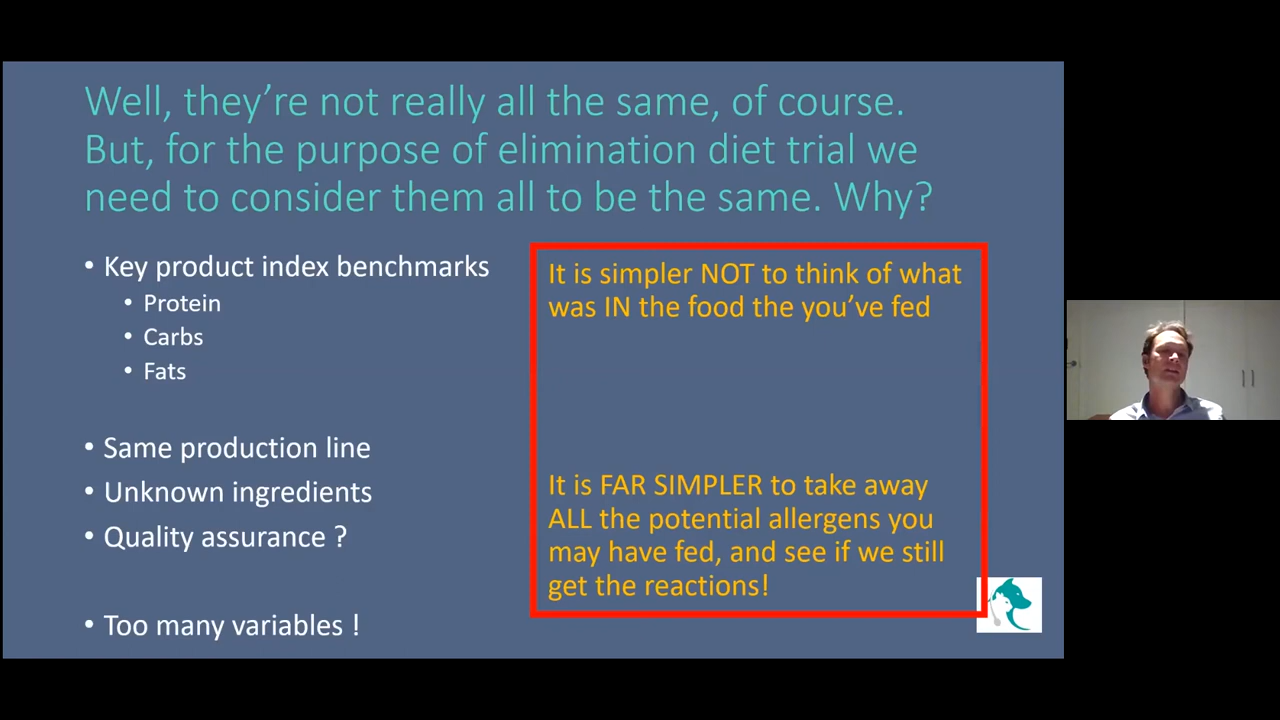 Well, they're not really all the same, of course.
But, for the purpose of elimination diet trial we
need to consider them all to be the same. Why?
• Key product index benchmarks
• Protein
• Carbs
• Fats
• Same production line
• Unknown ingredients
• Quality assurance ?
• Too many variables !
It is simpler NOT to think of what
was IN the food the you've fed
It is FAR SIMPLER to take away
ALL the potential allergens you
may have fed, and see if we still
get the reactions!